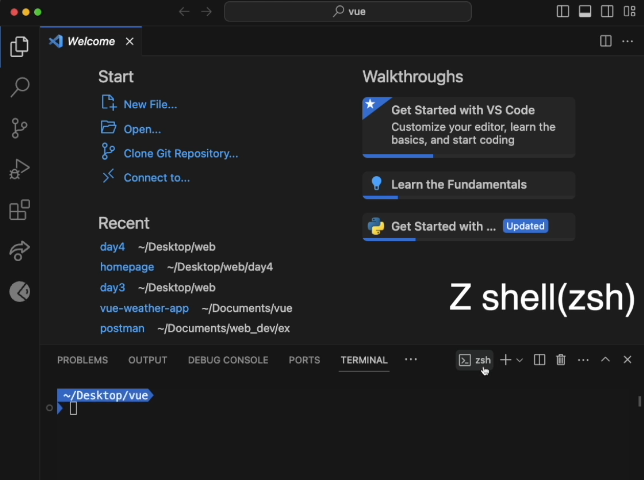 vue
Welcome
Start
New File...
Open...
Clone Git Repository...
Connect to...
Recent
day4 ~/Desktop/web
homepage ~/Desktop/web/day4
day3 ~/Desktop/web
vue-weather-app ~/Documents/vue
postman ~/Documents/web_dev/ex
Walkthroughs
Get Started with VS Code
Customize your editor, learn the
basics, and start coding
Learn the Fundamentals
Get Started with ... Updated
Z shell(zsh)
PROBLEMS OUTPUT DEBUG CONSOLE PORTS TERMINAL ... zsh
~/Desktop/vue